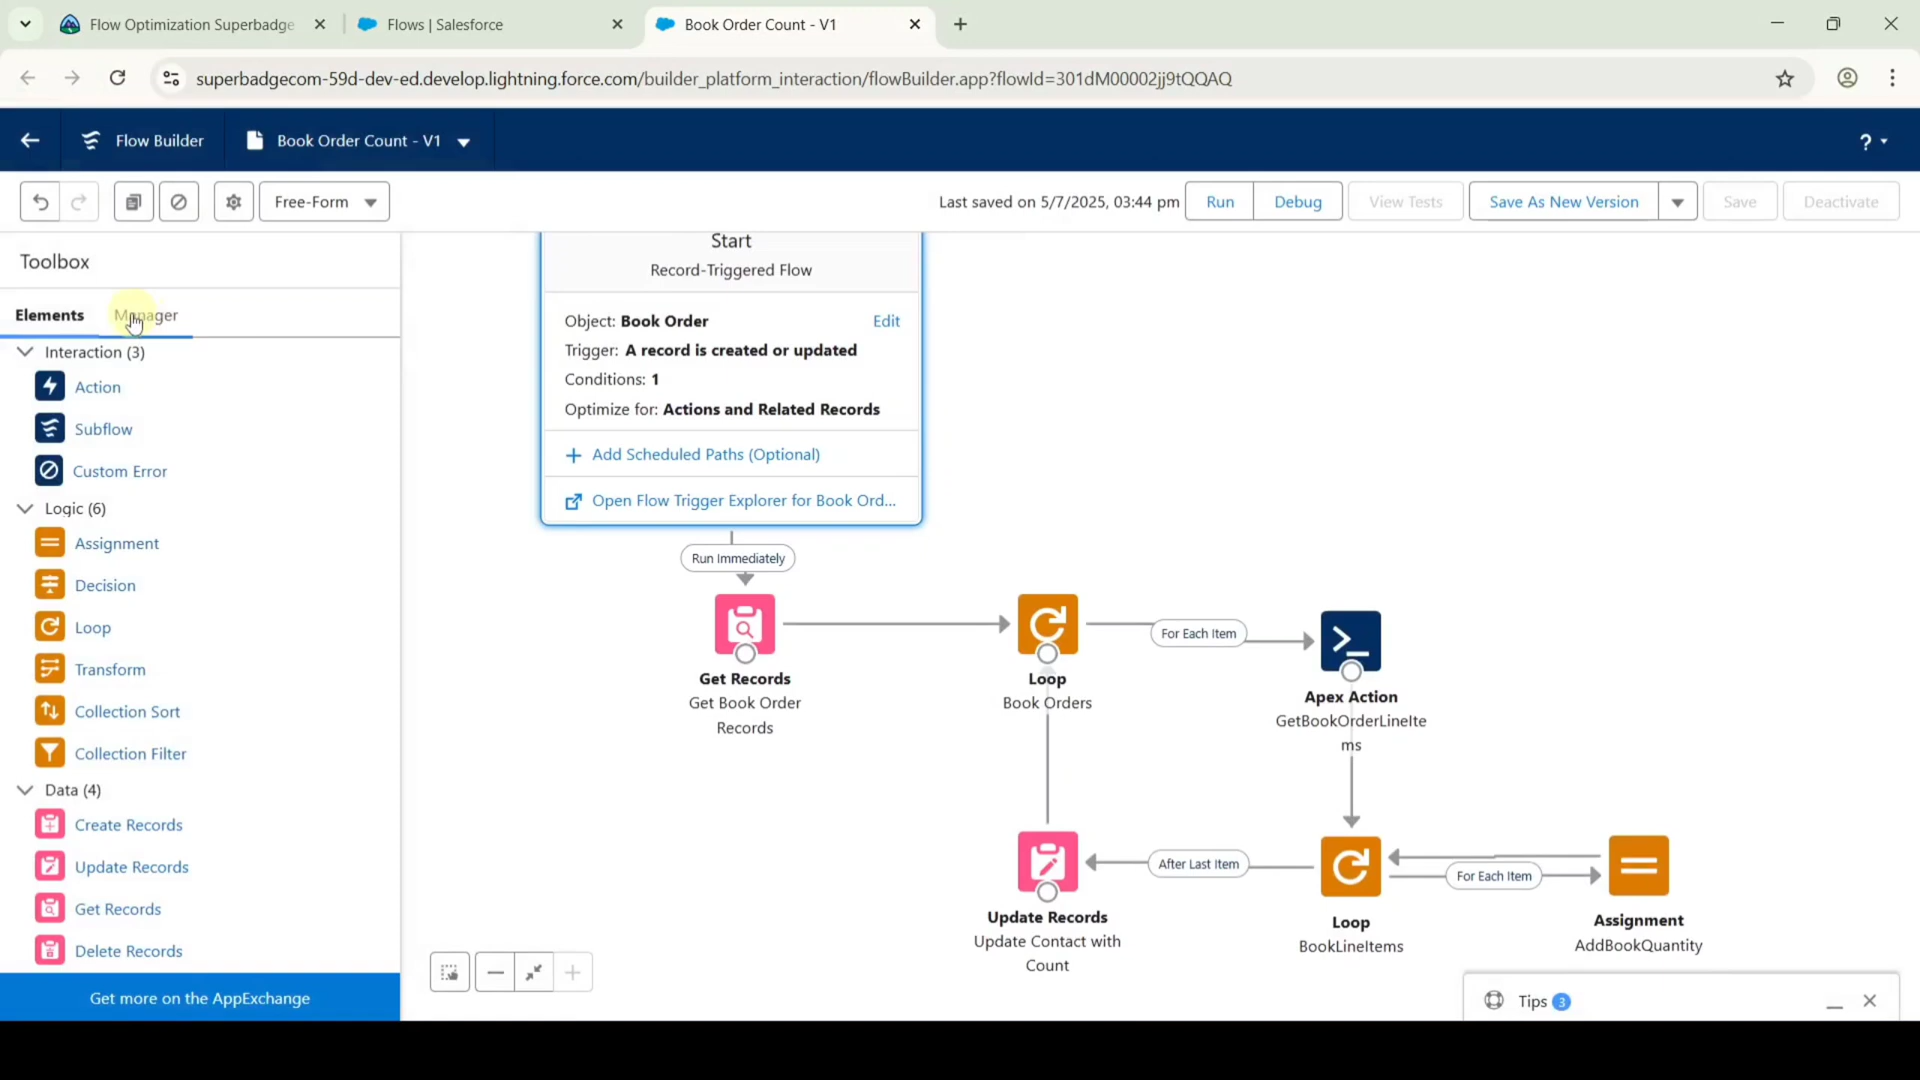 Flow Optimization Superbadge
Flows | Salesforce
Book Order Count - V1
superbadgecom-59d-dev-ed.develop.lightning.force.com/builder_platform_interaction/flowBuilder.app?flowId=301dM00002jj9tQQAQ
Flow Builder
Book Order Count - V1
?
Free-Form
Last saved on 5/7/2025, 03:44 pm
Run
Debug
View Tests
Save As New Version
Save
Deactivate
Toolbox
Elements
Manager
Interaction (3)
Action
Subflow
Custom Error
Logic (6)
Assignment
Decision
Loop
Transform
Collection Sort
Collection Filter
Data (4)
Create Records
Update Records
Get Records
Delete Records
Get more on the AppExchange
Start
Record-Triggered Flow
Object: Book Order
Edit
Trigger: A record is created or updated
Conditions: 1
Optimize for: Actions and Related Records
Add Scheduled Paths (Optional)
Open Flow Trigger Explorer for Book Ord...
Run Immediately
Get Records
Get Book Order
Records
Loop
Book Orders
For Each Item
Apex Action
GetBookOrderLineIte
ms
Update Records
Update Contact with
Count
After Last Item
Loop
BookLineItems
For Each Item
Assignment
AddBookQuantity
Tips 3